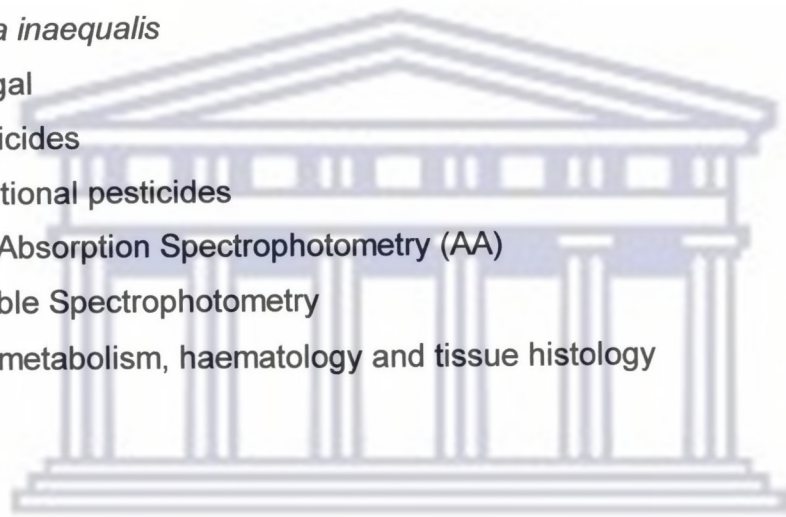 a inaequalis
gal
icides
tional pesticides
Absorption Spectrophotometry (AA)
ble Spectrophotometry
metabolism, haematology and tissue histology